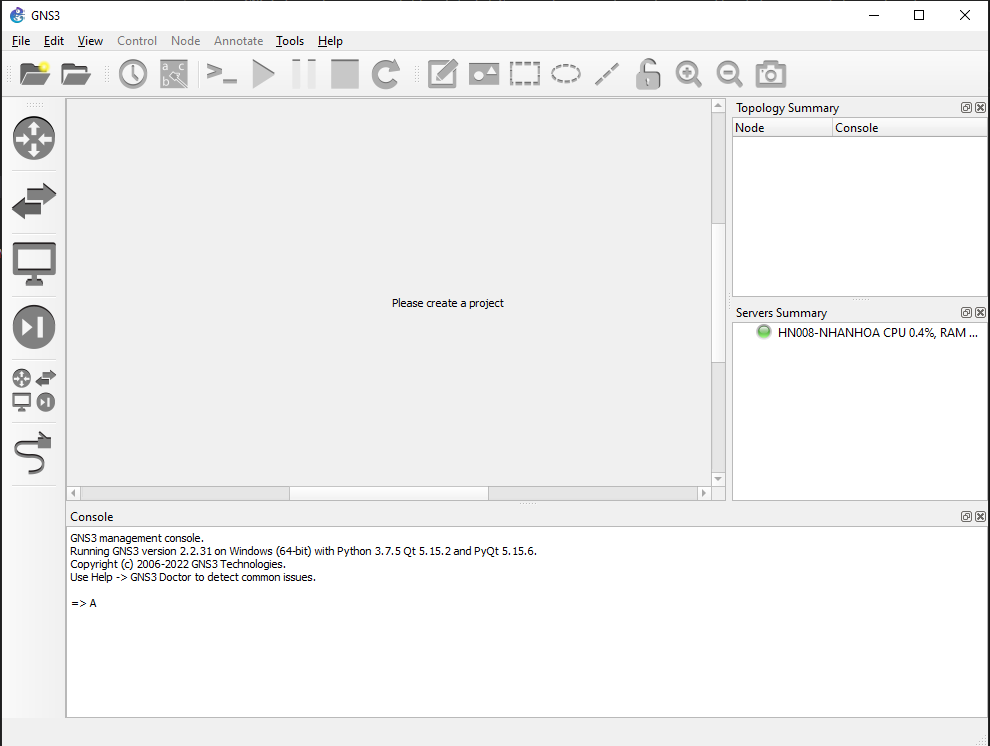 GNS3
File Edit View Control Node Annotate Tools Help
a c
b
Topology Summary
Node Console
Please create a project
Servers Summary
HN008-NHANHOA CPU 0.4%, RAM ...
Console
GNS3 management console.
Running GNS3 version 2.2.31 on Windows (64-bit) with Python 3.7.5 Qt 5.15.2 and PyQt 5.15.6.
Copyright (c) 2006-2022 GNS3 Technologies.
Use Help -> GNS3 Doctor to detect common issues.
=> A